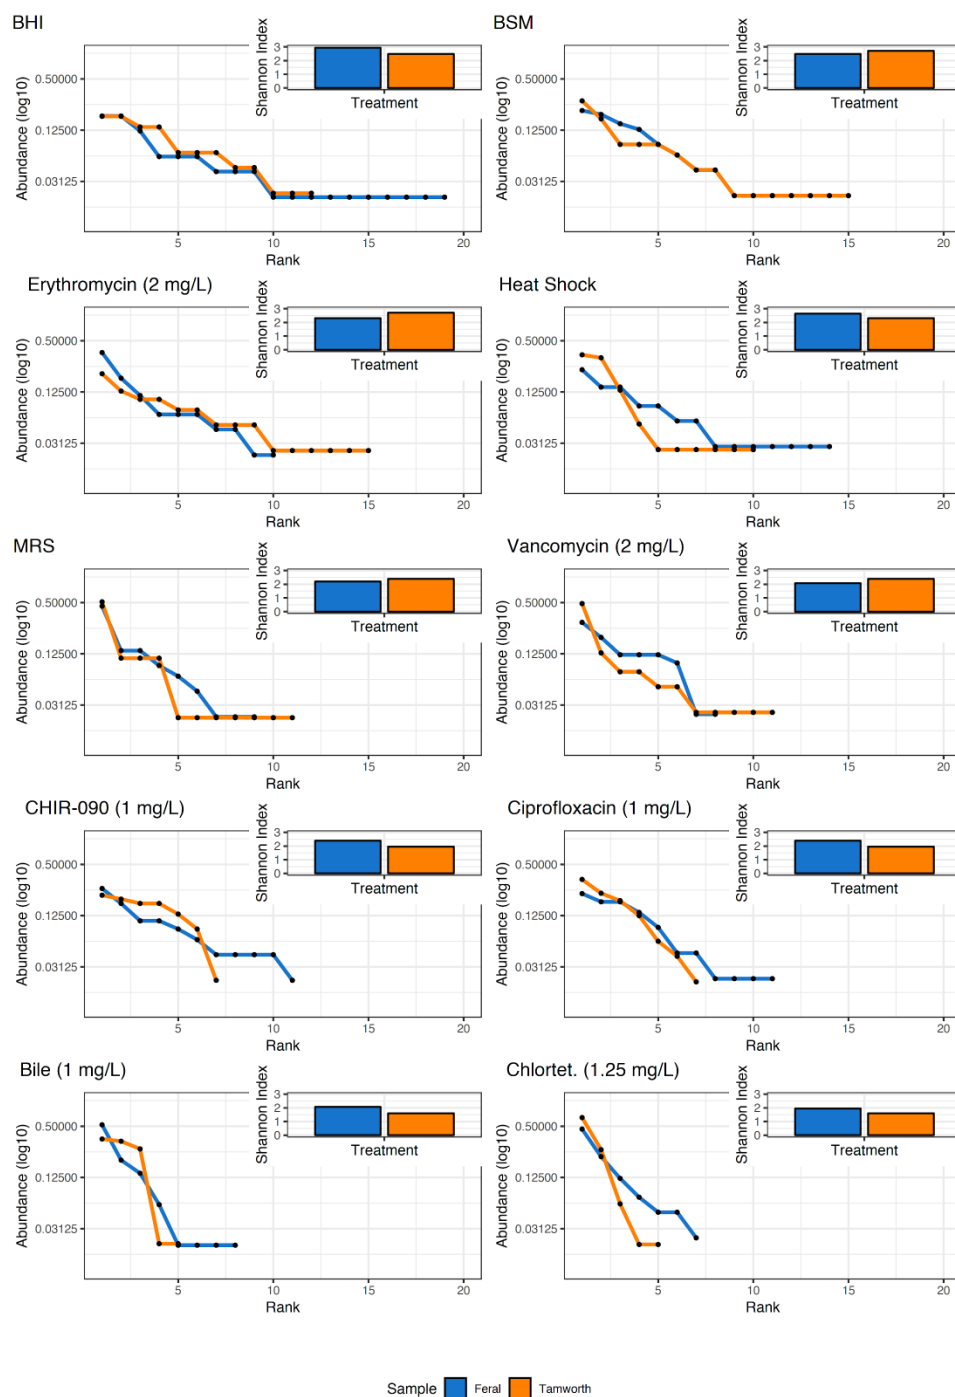 BHI
BSM
Shannon Index
3
2
1
0
Treatment
Abundance (log10)
0.50000
0.12500
0.03125
5
10
15
20
Rank
Shannon Index
3
2
1
0
Treatment
Abundance (log10)
0.50000
0.12500
0.03125
5
10
15
20
Rank
Erythromycin (2 mg/L)
Heat Shock
Shannon Index
3
2
1
0
Treatment
Abundance (log10)
0.50000
0.12500
0.03125
5
10
15
20
Rank
Shannon Index
3
2
1
0
Treatment
Abundance (log10)
0.50000
0.12500
0.03125
5
10
15
20
Rank
MRS
Vancomycin (2 mg/L)
Shannon Index
3
2
1
0
Treatment
Abundance (log10)
0.50000
0.12500
0.03125
5
10
15
20
Rank
Shannon Index
3
2
1
0
Treatment
Abundance (log10)
0.50000
0.12500
0.03125
5
10
15
20
Rank
CHIR-090 (1 mg/L)
Ciprofloxacin (1 mg/L)
Shannon Index
3
2
1
0
Treatment
Abundance (log10)
0.50000
0.12500
0.03125
5
10
15
20
Rank
Shannon Index
3
2
1
0
Treatment
Abundance (log10)
0.50000
0.12500
0.03125
5
10
15
20
Rank
Bile (1 mg/L)
Chlortet. (1.25 mg/L)
Shannon Index
3
2
1
0
Treatment
Abundance (log10)
0.50000
0.12500
0.03125
5
10
15
20
Rank
Shannon Index
3
2
1
0
Treatment
Abundance (log10)
0.50000
0.12500
0.03125
5
10
15
20
Rank
Sample Feral Tamworth